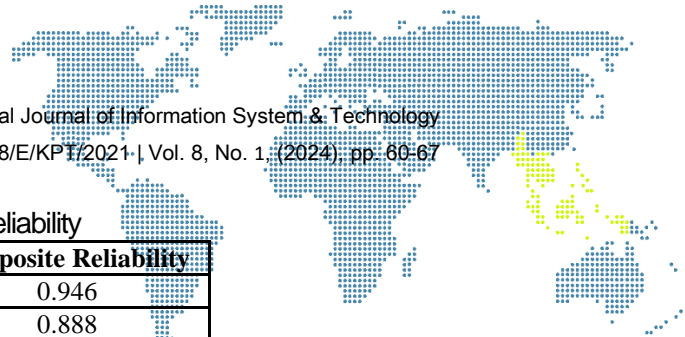 al Journal of Information System & Technology
8/E/KPT/2021 | Vol. 8, No. 1, (2024), pp. 60-67
eliability
posite Reliability
0.946
0.888